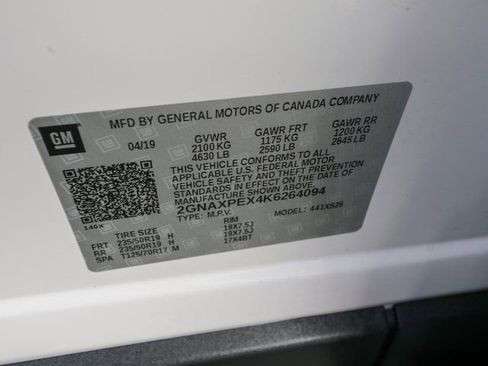 MFD BY GENERAL MOTORS OF CANADA COMPANY
GM
04/19 GVWR GAWR FRT GAWR RR
2100 KG 1175 KG 1200 KG
4630 LB 2590 LB 2645 LB
THIS VEHICLE CONFORMS TO ALL
APPLICABLE U.S. FEDERAL MOTOR
VEHICLE SAFETY AND THEFT PREVENTION
STANDARDS IN EFFECT ON THE DATE OF
MANUFACTURE SHOWN ABOVE.
2GNAXPEX4K6264094
TYPE: M.P.V. MODEL: 441XS26
140X
TIRE SIZE RIM
FRT 235/50R19 H 19X7.5J
RR 235/50R19 H 19X7.5J
SPA T125/70R17 M 17X4BT